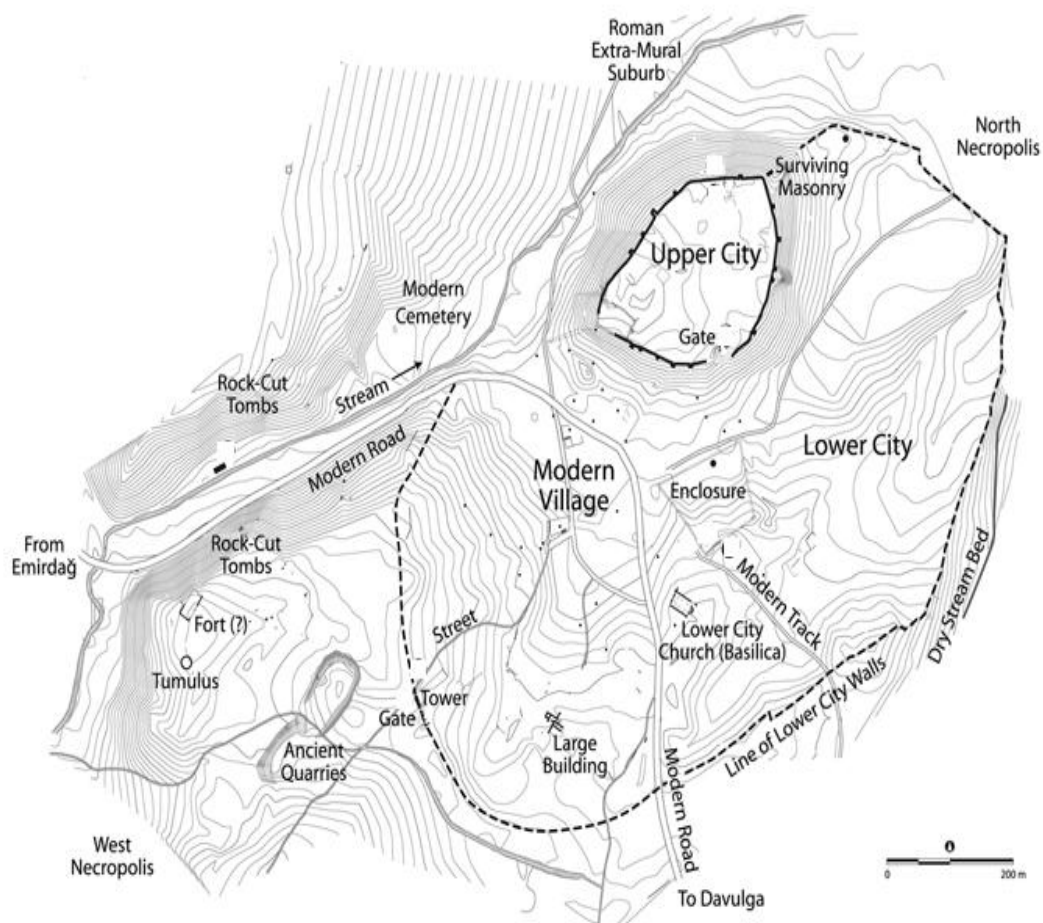 Roman
Extra-Mural
Suburb
North
Necropolis
Surviving
Masonry
Upper City
Modern
Cemetery
Gate
Rock-Cut
Tombs
Stream
Modern Road
Lower City
Modern
Village
Enclosure
From
Emirdağ
Rock-Cut
Tombs
Modern Track
Dry Stream Bed
Fort (?)
Street
Lower City
Church (Basilica)
Tumulus
Tower
Gate
Line of Lower City Walls
Ancient
Quarries
Large
Building
Modern Road
West
Necropolis
0 200 m
To Davulga